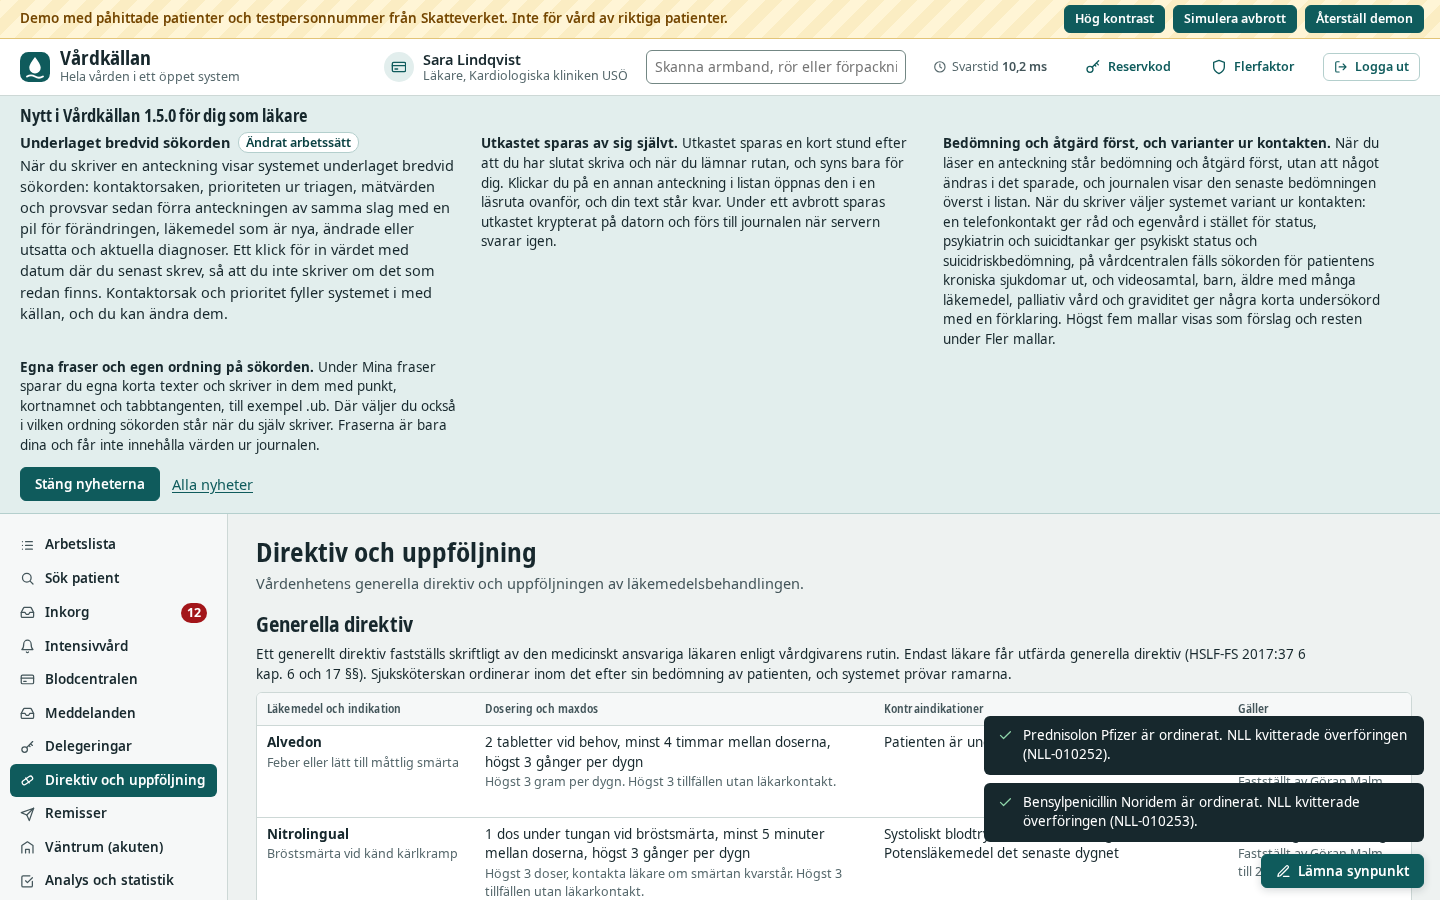 Demo med påhittade patienter och testpersonnummer från Skatteverket. Inte för vård av riktiga patienter.
Hög kontrast
Simulera avbrott
Återställ demon
Vårdkällan
Hela vården i ett öppet system
Sara Lindqvist
Läkare, Kardiologiska kliniken USÖ
Skanna armband, rör eller förpackni
Svarstid 10,2 ms
Reservkod
Flerfaktor
Logga ut
Nytt i Vårdkällan 1.5.0 för dig som läkare
Underlaget bredvid sökorden Ändrat arbetssätt
När du skriver en anteckning visar systemet underlaget bredvid
sökorden: kontaktorsaken, prioriteten ur triagen, mätvärden
och provsvar sedan förra anteckningen av samma slag med en
pil för förändringen, läkemedel som är nya, ändrade eller
utsatta och aktuella diagnoser. Ett klick för in värdet med
datum där du senast skrev, så att du inte skriver om det som
redan finns. Kontaktorsak och prioritet fyller systemet i med
källan, och du kan ändra dem.
Utkastet sparas av sig självt. Utkastet sparas en kort stund efter
att du har slutat skriva och när du lämnar rutan, och syns bara för
dig. Klickar du på en annan anteckning i listan öppnas den i en
läsruta ovanför, och din text står kvar. Under ett avbrott sparas
utkastet krypterat på datorn och förs till journalen när servern
svarar igen.
Bedömning och åtgärd först, och varianter ur kontakten. När du
läser en anteckning står bedömning och åtgärd först, utan att något
ändras i det sparade, och journalen visar den senaste bedömningen
överst i listan. När du skriver väljer systemet variant ur kontakten:
en telefonkontakt ger råd och egenvård i stället för status,
psykiatrin och suicidtankar ger psykiskt status och
suicidriskbedömning, på vårdcentralen fälls sökorden för patientens
kroniska sjukdomar ut, och videosamtal, barn, äldre med många
läkemedel, palliativ vård och graviditet ger några korta undersökord
med en förklaring. Högst fem mallar visas som förslag och resten
under Fler mallar.
Egna fraser och egen ordning på sökorden. Under Mina fraser
sparar du egna korta texter och skriver in dem med punkt,
kortnamnet och tabbtangenten, till exempel .ub. Där väljer du också
i vilken ordning sökorden står när du själv skriver. Fraserna är bara
dina och får inte innehålla värden ur journalen.
Stäng nyheterna
Alla nyheter
Arbetslista
Sök patient
Inkorg 12
Intensivvård
Blodcentralen
Meddelanden
Delegeringar
Direktiv och uppföljning
Remisser
Väntrum (akuten)
Analys och statistik
Direktiv och uppföljning
Vårdenhetens generella direktiv och uppföljningen av läkemedelsbehandlingen.
Generella direktiv
Ett generellt direktiv fastställs skriftligt av den medicinskt ansvariga läkaren enligt vårdgivarens rutin. Endast läkare får utfärda generella direktiv (HSLF-FS 2017:37 6
kap. 6 och 17 §§). Sjuksköterskan ordinerar inom det efter sin bedömning av patienten, och systemet prövar ramarna.
Läkemedel och indikation
Dosering och maxdos
Kontraindikationer
Gäller
Alvedon
Feber eller lätt till måttlig smärta
2 tabletter vid behov, minst 4 timmar mellan doserna,
högst 3 gånger per dygn
Högst 3 gram per dygn. Högst 3 tillfällen utan läkarkontakt.
Patienten är un
Fastställt av Göran Malm
Nitrolingual
Bröstsmärta vid känd kärlkramp
1 dos under tungan vid bröstsmärta, minst 5 minuter
mellan doserna, högst 3 gånger per dygn
Högst 3 doser, kontakta läkare om smärtan kvarstår. Högst 3
tillfällen utan läkarkontakt.
Systoliskt blodtry
Potensläkemedel det senaste dygnet
Fastställt av Göran Malm
till 2
Prednisolon Pfizer är ordinerat. NLL kvitterade överföringen
(NLL-010252).
Bensylpenicillin Noridem är ordinerat. NLL kvitterade
överföringen (NLL-010253).
Lämna synpunkt